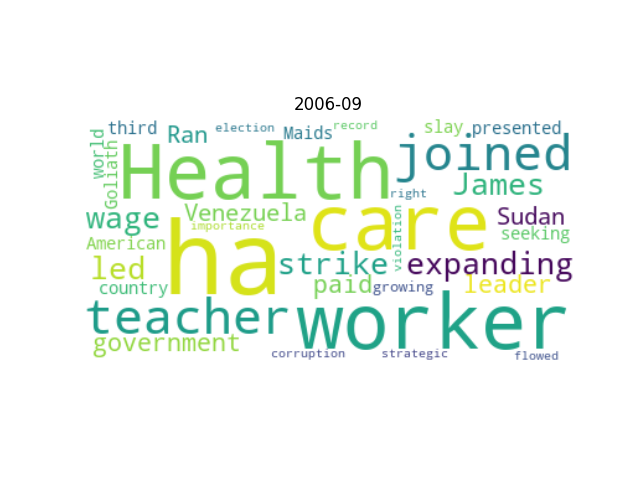 2006-09
third
Ran
election
Maids
record
slay
presented
world
Goliath
Health
joined
right
James
wage
Venezuela
importance
care
violation
Sudan
seeking
American
ha
led
strike
expanding
country
paid
growing
leader
teacher
worker
government
corruption
strategic
flowed